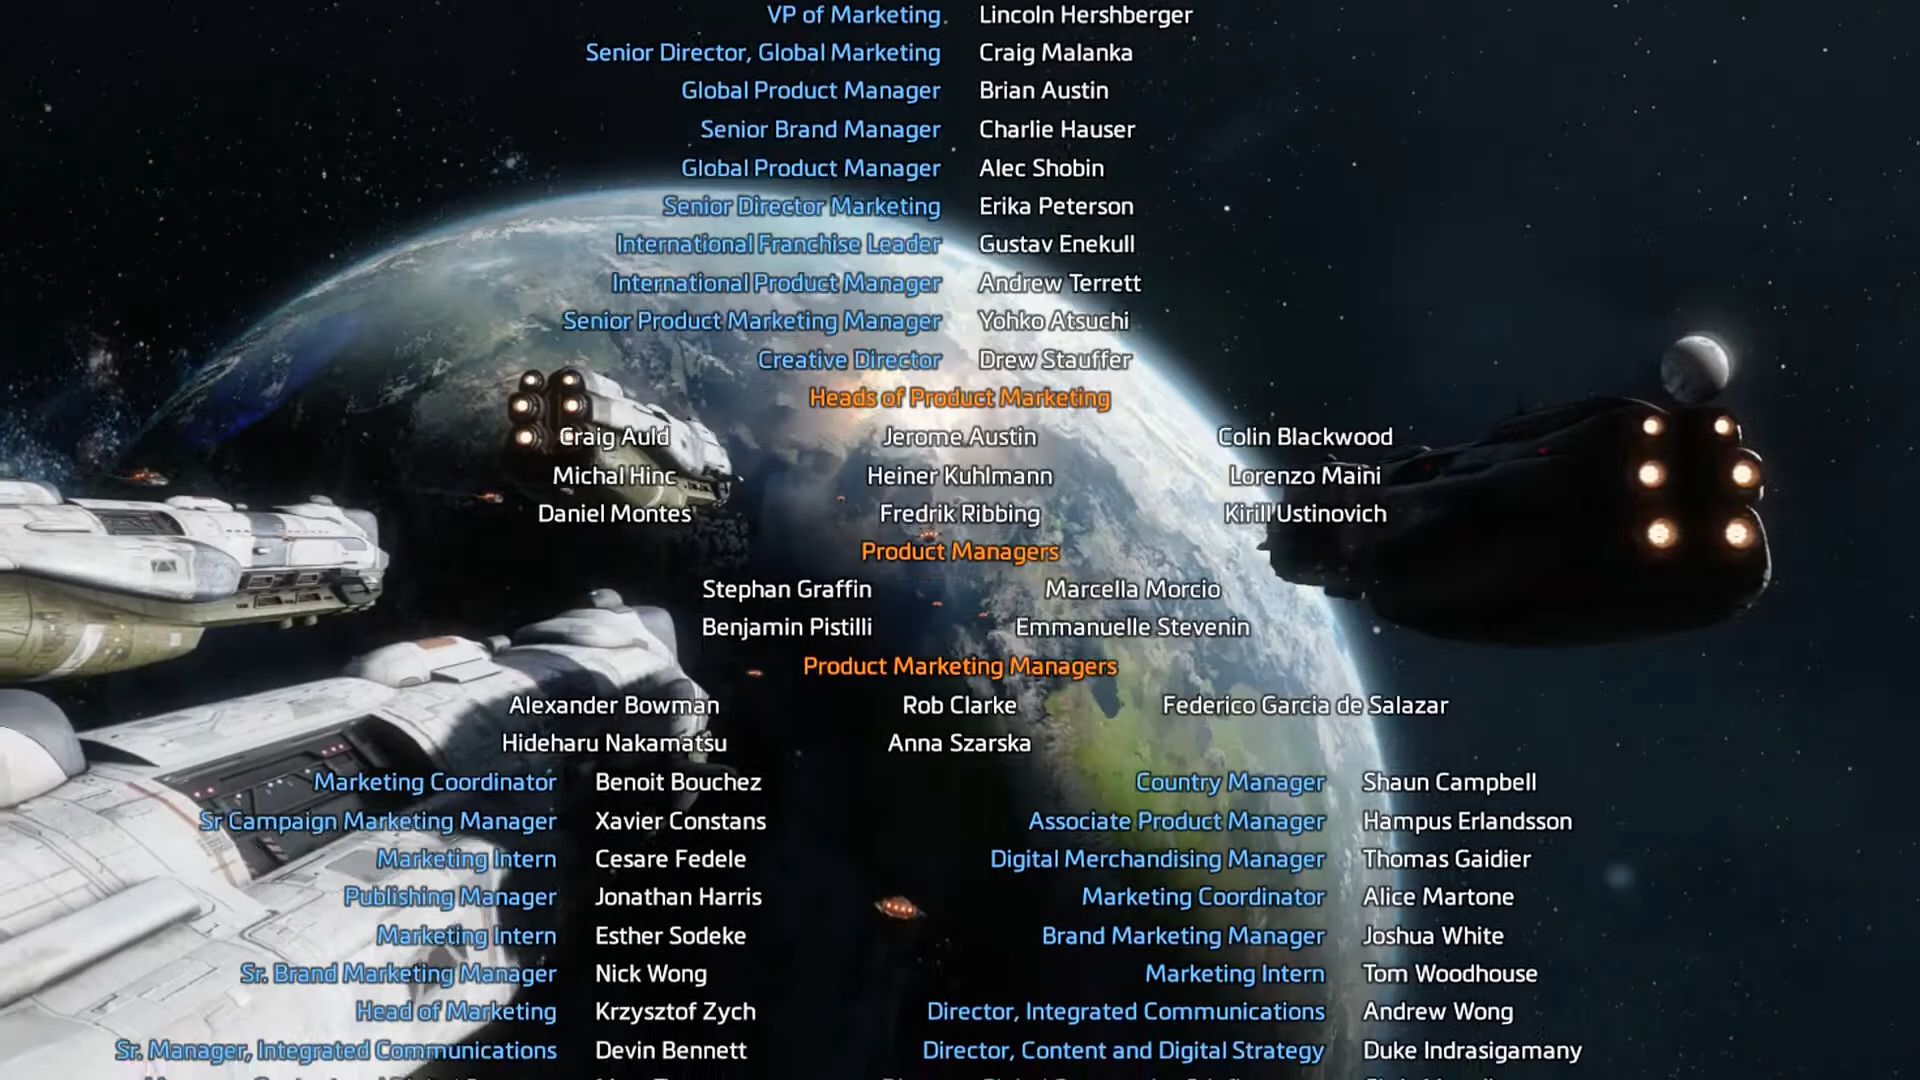 VP of Marketing Lincoln Hershberger
Senior Director, Global Marketing Craig Malanka
Global Product Manager Brian Austin
Senior Brand Manager Charlie Hauser
Global Product Manager Alec Shobin
Senior Director Marketing Erika Peterson
International Franchise Leader Gustav Enekull
International Product Manager Andrew Terrett
Senior Product Marketing Manager Yohko Atsuchi
Creative Director Drew Stauffer
Heads of Product Marketing
Craig Auld Jerome Austin Colin Blackwood
Michal Hinc Heiner Kuhlmann Lorenzo Maini
Daniel Montes Fredrik Ribbing Kirill Ustinovich
Product Managers
Stephan Graffin Marcella Morcio
Benjamin Pistilli Emmanuelle Stevenin
Product Marketing Managers
Alexander Bowman Rob Clarke Federico Garcia de Salazar
Hideharu Nakamatsu Anna Szarska
Marketing Coordinator Benoit Bouchez Country Manager Shaun Campbell
Sr Campaign Marketing Manager Xavier Constans Associate Product Manager Hampus Erlandsson
Marketing Intern Cesare Fedele Digital Merchandising Manager Thomas Gaidier
Publishing Manager Jonathan Harris Marketing Coordinator Alice Martone
Marketing Intern Esther Sodeke Brand Marketing Manager Joshua White
Sr. Brand Marketing Manager Nick Wong Marketing Intern Tom Woodhouse
Head of Marketing Krzysztof Zych Director, Integrated Communications Andrew Wong
Sr. Manager, Integrated Communications Devin Bennett Director, Content and Digital Strategy Duke Indrasigamany